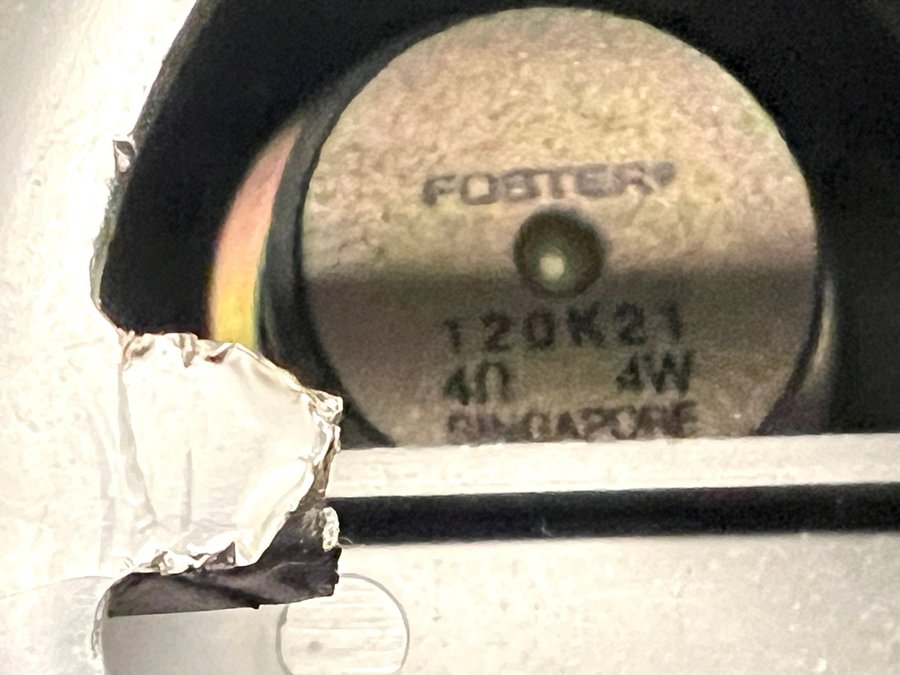 FOSTER®
120K21
4Ω 4W
SINGAPORE